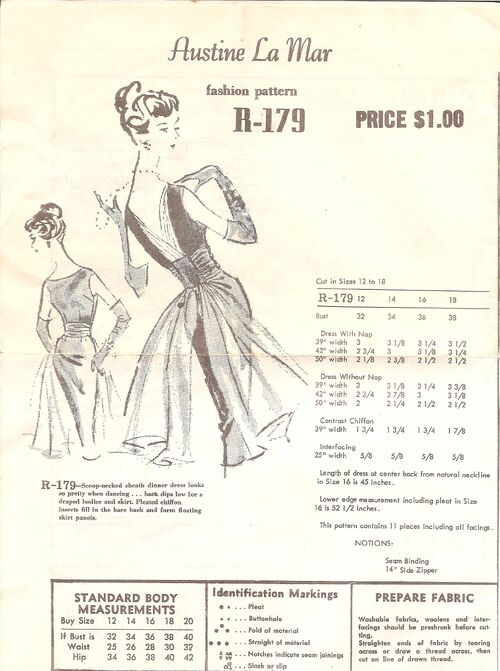 Austine La Mar
fashion pattern
R-179 PRICE $1.00
Cut in Sizes 12 to 18
R-179 12 14 16 18
Bust 32 34 36 38
Dress With Nap
39" width 3 3 1/8 3 1/4 3 1/2
42" width 2 3/4 3 3 1/8 3 1/4
50" width 2 1/8 2 3/8 2 1/2 2 1/2
Dress Without Nap
39" width 3 3 1/8 3 1/4 3 3/8
42" width 2 3/4 2 7/8 3 3 1/8
50" width 2 2 1/4 2 1/2 2 1/2
Contrast Chiffon
39" width 1 3/4 1 3/4 1 3/4 1 7/8
Interfacing
25" width 5/8 5/8 5/8 5/8
Length of dress at center back from natural neckline
in Size 16 is 45 inches.
Lower edge measurement including pleat in Size
16 is 52 1/2 inches.
This pattern contains 11 pieces including all facings.
NOTIONS:
Seam Binding
14" Side Zipper
R-179—Scoop-necked sheath dinner dress looks
so pretty when dancing . . . back dips low for a
draped bodice and skirt. Pleated chiffon
inserts fill in the bare back and form floating
skirt panels.
STANDARD BODY
MEASUREMENTS
Buy Size 12 14 16 18 20
If Bust is 32 34 36 38 40
Waist 25 26 28 30 32
Hip 34 36 38 40 42
Identification Markings
. . . . Pleat
. . . . Buttonhole
. . . Fold of material
. . . Straight of material
. . . Notches indicate seam joinings
. . . Slash or clip
PREPARE FABRIC
Washable fabrics, woolens and inter-
facings should be preshrunk before cut-
ting.
Straighten ends of fabric by tearing
across or draw a thread across, then
cut on line of drawn thread.